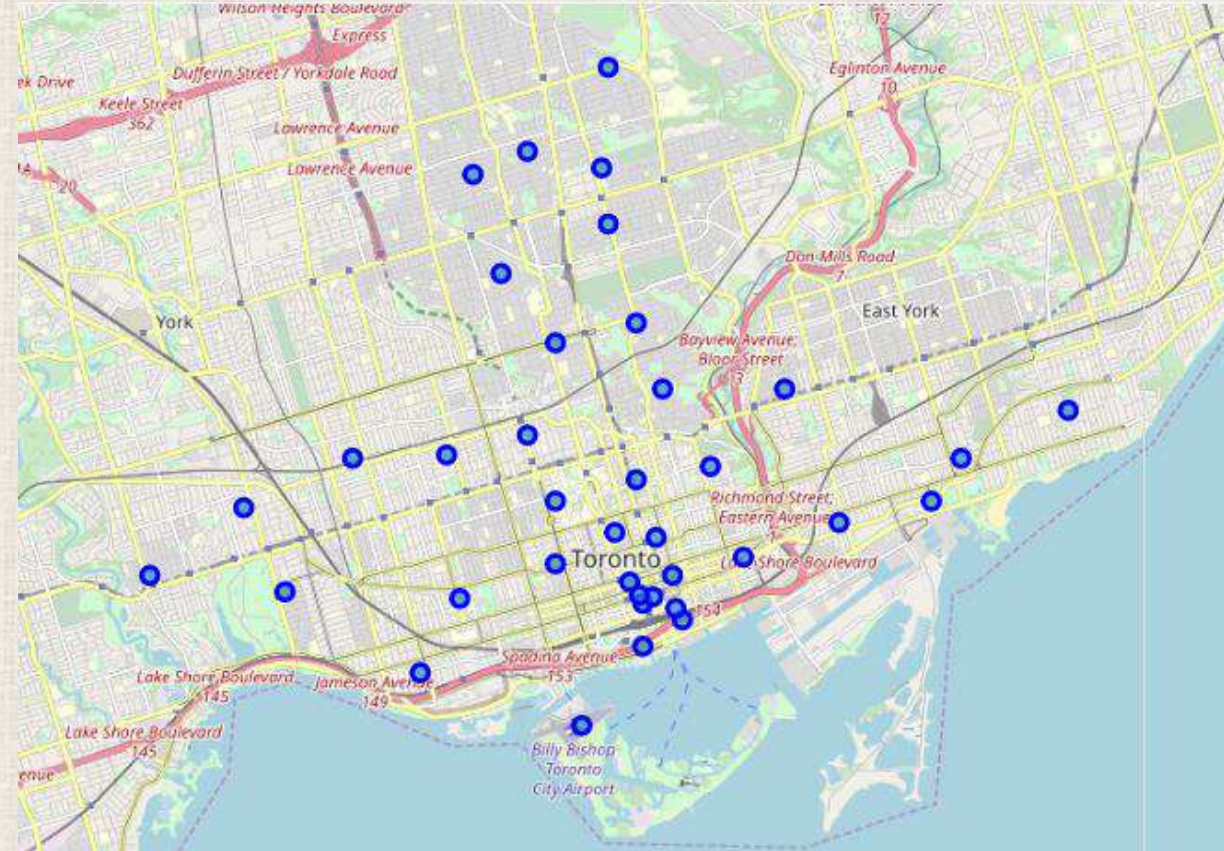 Wilson Heights Boulevard
Express
Dufferin Street / Yorkdale Road
ek Drive
Keele Street
362
Lawrence Avenue
Lawrence Avenue
20
12
Eglinton Avenue
10
Don Mills Road
7
York
East York
Bayview Avenue;
Bloor Street
Richmond Street;
Eastern Avenue
Toronto
Lake Shore Boulevard
154
Spadina Avenue
153
Lake Shore Boulevard
145
Jameson Avenue
149
Lake Shore Boulevard
145
enue
Billy Bishop
Toronto
City Airport